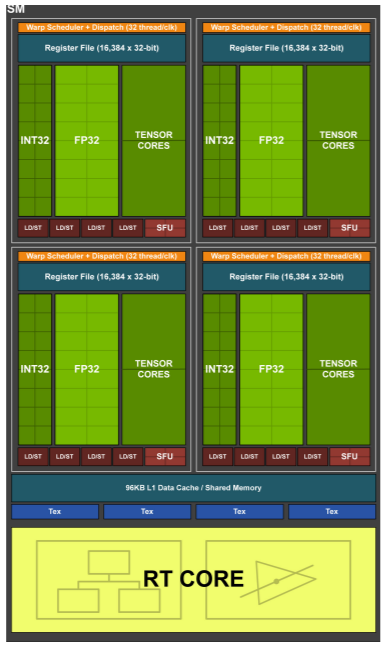 SM
Warp Scheduler + Dispatch (32 thread/clk)
Register File (16,384 x 32-bit)
INT32
FP32
TENSOR
CORES
LD/ST LD/ST LD/ST LD/ST SFU
Warp Scheduler + Dispatch (32 thread/clk)
Register File (16,384 x 32-bit)
INT32
FP32
TENSOR
CORES
LD/ST LD/ST LD/ST LD/ST SFU
Warp Scheduler + Dispatch (32 thread/clk)
Register File (16,384 x 32-bit)
INT32
FP32
TENSOR
CORES
LD/ST LD/ST LD/ST LD/ST SFU
Warp Scheduler + Dispatch (32 thread/clk)
Register File (16,384 x 32-bit)
INT32
FP32
TENSOR
CORES
LD/ST LD/ST LD/ST LD/ST SFU
96KB L1 Data Cache / Shared Memory
Tex Tex Tex Tex
RT CORE